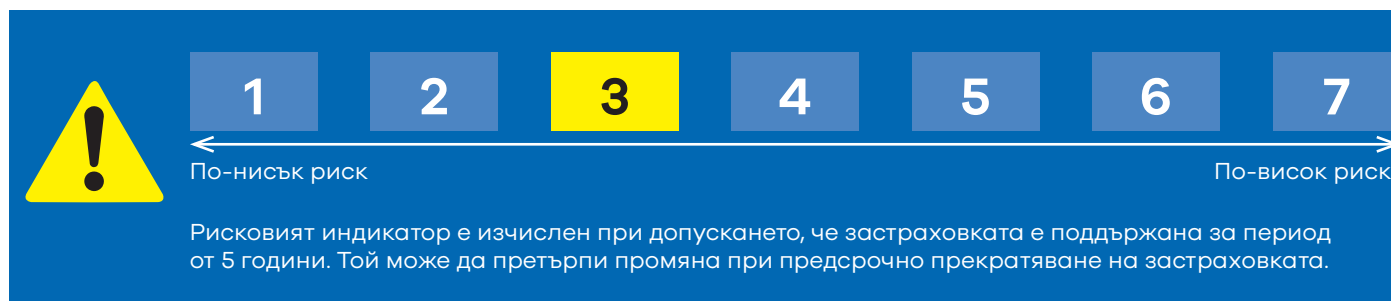 1 2 3 4 5 6 7
По-нисък риск По-висок риск
Рисковият индикатор е изчислен при допускането, че застраховката е поддържана за период
от 5 години. Той може да претърпи промяна при предсрочно прекратяване на застраховката.